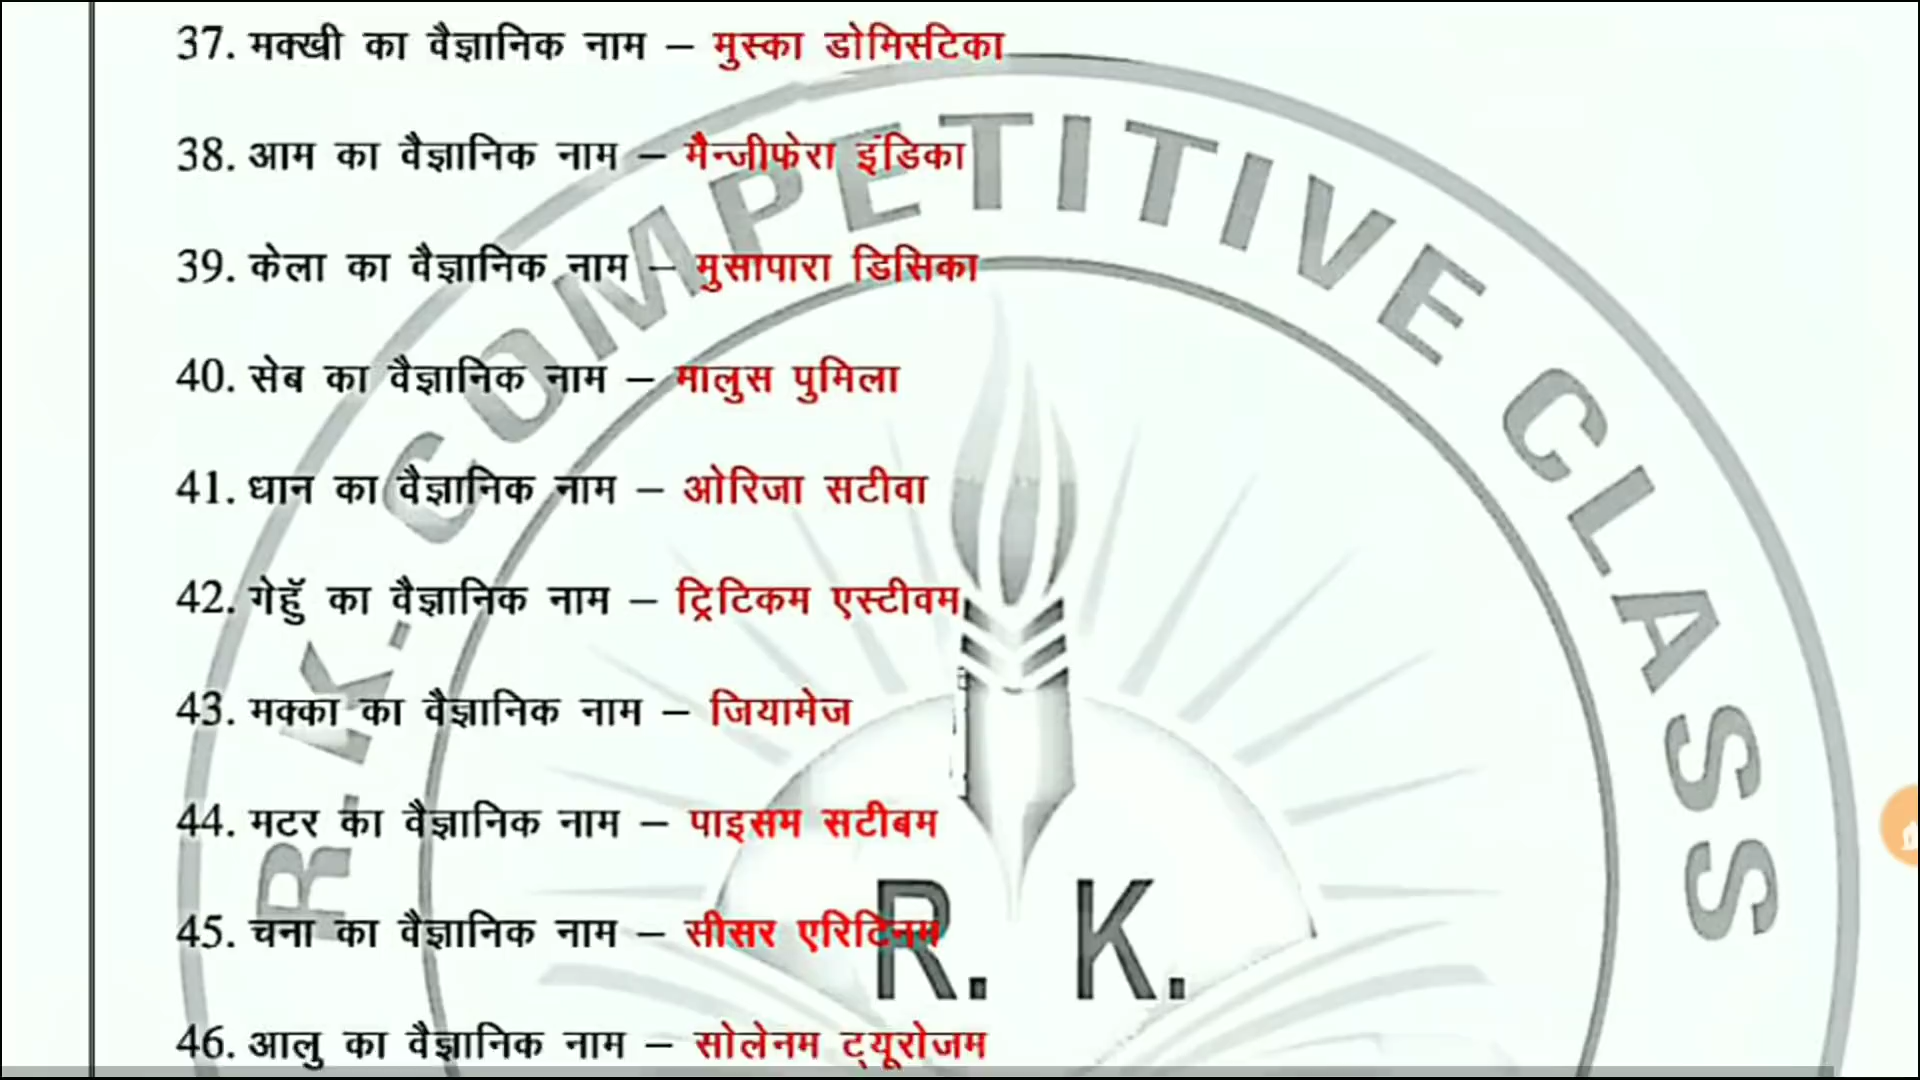 37. मक्खी का वैज्ञानिक नाम – मुस्का डोमिस्टिका
38. आम का वैज्ञानिक नाम – मैन्जीफेरा इंडिका
39. केला का वैज्ञानिक नाम – मुसापारा डिसिका
40. सेब का वैज्ञानिक नाम – मालुस पुमिला
41. धान का वैज्ञानिक नाम – ओरिजा सटीवा
42. गेहुँ का वैज्ञानिक नाम – ट्रिटिकम एस्टीवम
43. मक्का का वैज्ञानिक नाम – जियामेज
44. मटर का वैज्ञानिक नाम – पाइसम सटीबम
45. चना का वैज्ञानिक नाम – सीसर एरिटिनम
46. आलु का वैज्ञानिक नाम – सोलेनम ट्यूरोजम
R-K-COMPETITIVE CLASS
R. K.